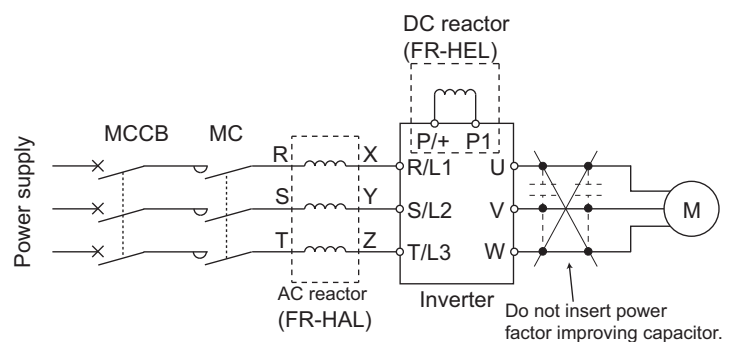 DC reactor
(FR-HEL)
MCCB
MC
P/+
P1
Power supply
R
X
R/L1
U
S
Y
S/L2
V
M
T
Z
T/L3
W
AC reactor
(FR-HAL)
Inverter
Do not insert power
factor improving capacitor.